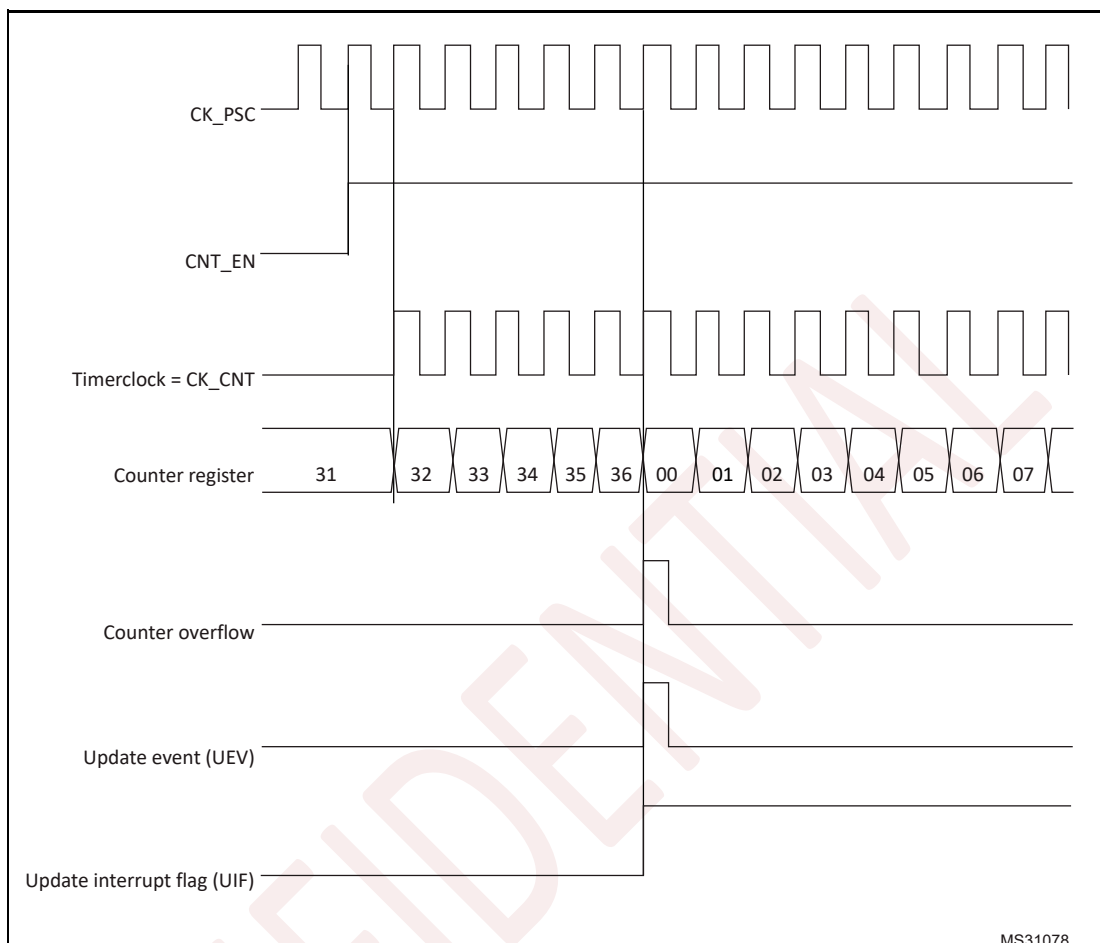 CK_PSC
CNT_EN
Timerclock = CK_CNT
Counter register 31 32 33 34 35 36 00 01 02 03 04 05 06 07
Counter overflow
Update event (UEV)
Update interrupt flag (UIF)
MS31078
FIDENTIAL